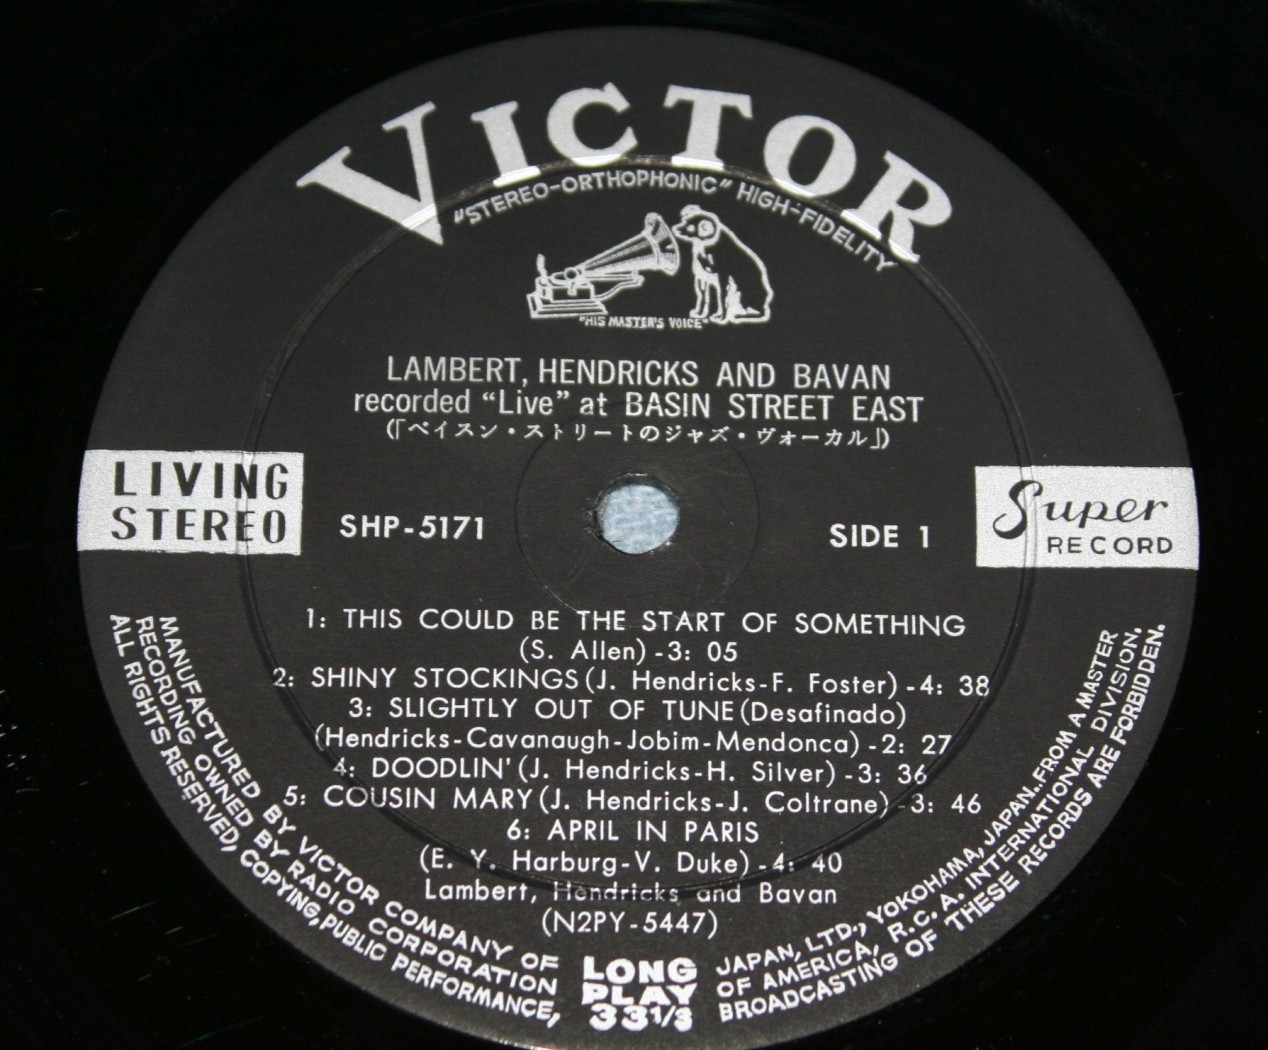 VICTOR
"STEREO-ORTHOPHONIC" HIGH-FIDELITY
"HIS MASTER'S VOICE"
LAMBERT, HENDRICKS AND BAVAN
recorded "Live" at BASIN STREET EAST
(『ベイスン・ストリートのジャズ・ヴォーカル』)
LIVING
STEREO
SHP-5171
SIDE 1
Super
RECORD
1: THIS COULD BE THE START OF SOMETHING
(S. Allen)-3: 05
2: SHINY STOCKINGS(J. Hendricks-F. Foster)-4: 38
3: SLIGHTLY OUT OF TUNE(Desafinado)
(Hendricks-Cavanaugh-Jobim-Mendonca)-2: 27
4: DOODLIN'(J. Hendricks-H. Silver)-3: 36
5: COUSIN MARY(J. Hendricks-J. Coltrane)-3: 46
6: APRIL IN PARIS
(E. Y. Harburg-V. Duke)-4: 40
Lambert, Hendricks and Bavan
(N2PY-5447)
MANUFACTURED BY VICTOR COMPANY OF JAPAN, LTD., YOKOHAMA, JAPAN. FROM A MASTER
RECORDING OWNED BY RADIO CORPORATION OF AMERICA, R.C.A. INTERNATIONAL DIVISION.
ALL RIGHTS RESERVED, COPYING, PUBLIC PERFORMANCE, BROADCASTING OF THESE RECORDS ARE FORBIDDEN.
LONG
PLAY
33 1/3